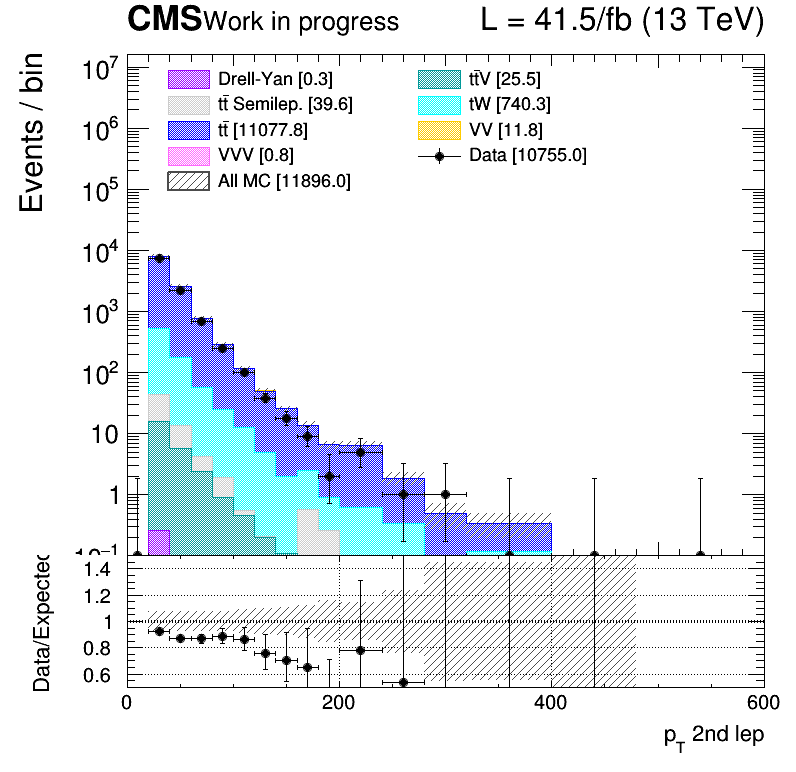 CMS Work in progress L = 41.5/fb (13 TeV)
Events / bin
Drell-Yan [0.3] tt̄V [25.5]
tt̄ Semilep. [39.6] tW [740.3]
tt̄ [11077.8] VV [11.8]
VVV [0.8] Data [10755.0]
All MC [11896.0]
10⁷
10⁶
10⁵
10⁴
10³
10²
10
1
10⁻¹
Data/Expected
1.4
1.2
1
0.8
0.6
0 200 400 600
p_T 2nd lep